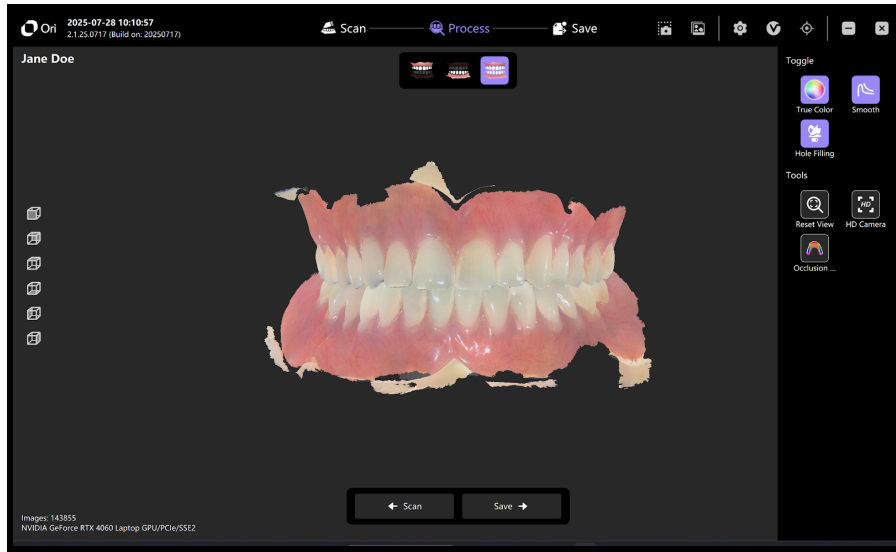 Ori
2025-07-28 10:10:57
2.1.25.0717 (Build on: 20250717)
Scan
Process
Save
Jane Doe
Toggle
True Color
Smooth
Hole Filling
Tools
Reset View
HD
HD Camera
Occlusion ...
← Scan
Save →
Images: 143855
NVIDIA GeForce RTX 4060 Laptop GPU/PCIe/SSE2